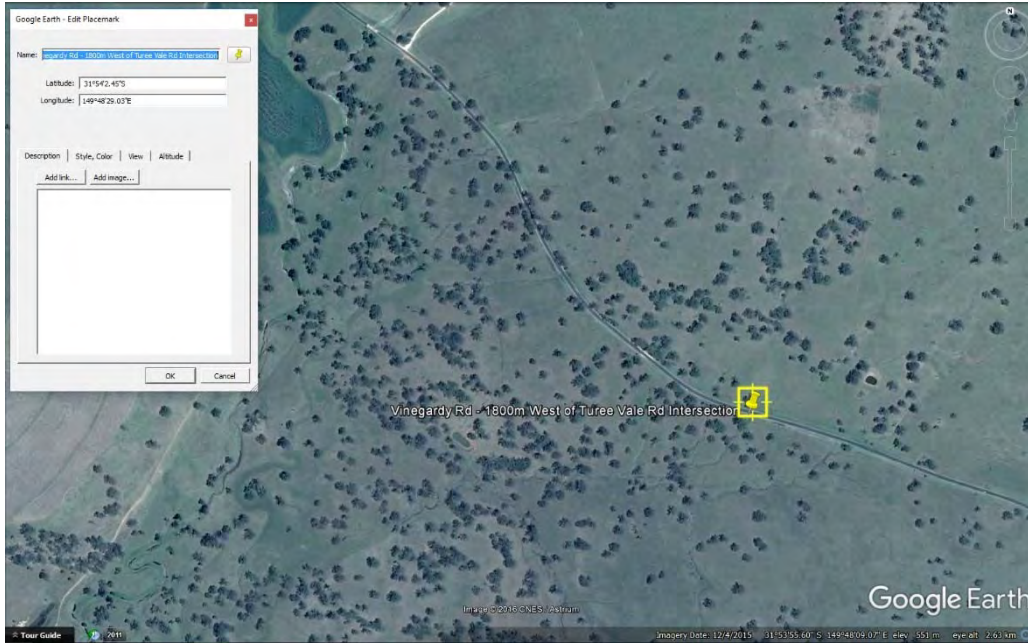 Google Earth - Edit Placemark
Name: egardy Rd - 1800m West of Turee Vale Rd Intersection
Latitude: 31°54'2.45"S
Longitude: 149°48'29.03"E
Description Style, Color View Altitude
Add link... Add image...
OK Cancel
N
Vinegardy Rd - 1800m West of Turee Vale Rd Intersection
Image © 2016 CNES / Astrium
Google Earth
Tour Guide 2011 Imagery Date: 12/4/2015 31°53'55.60" S 149°48'09.07" E elev 551 m eye alt 2.63 km